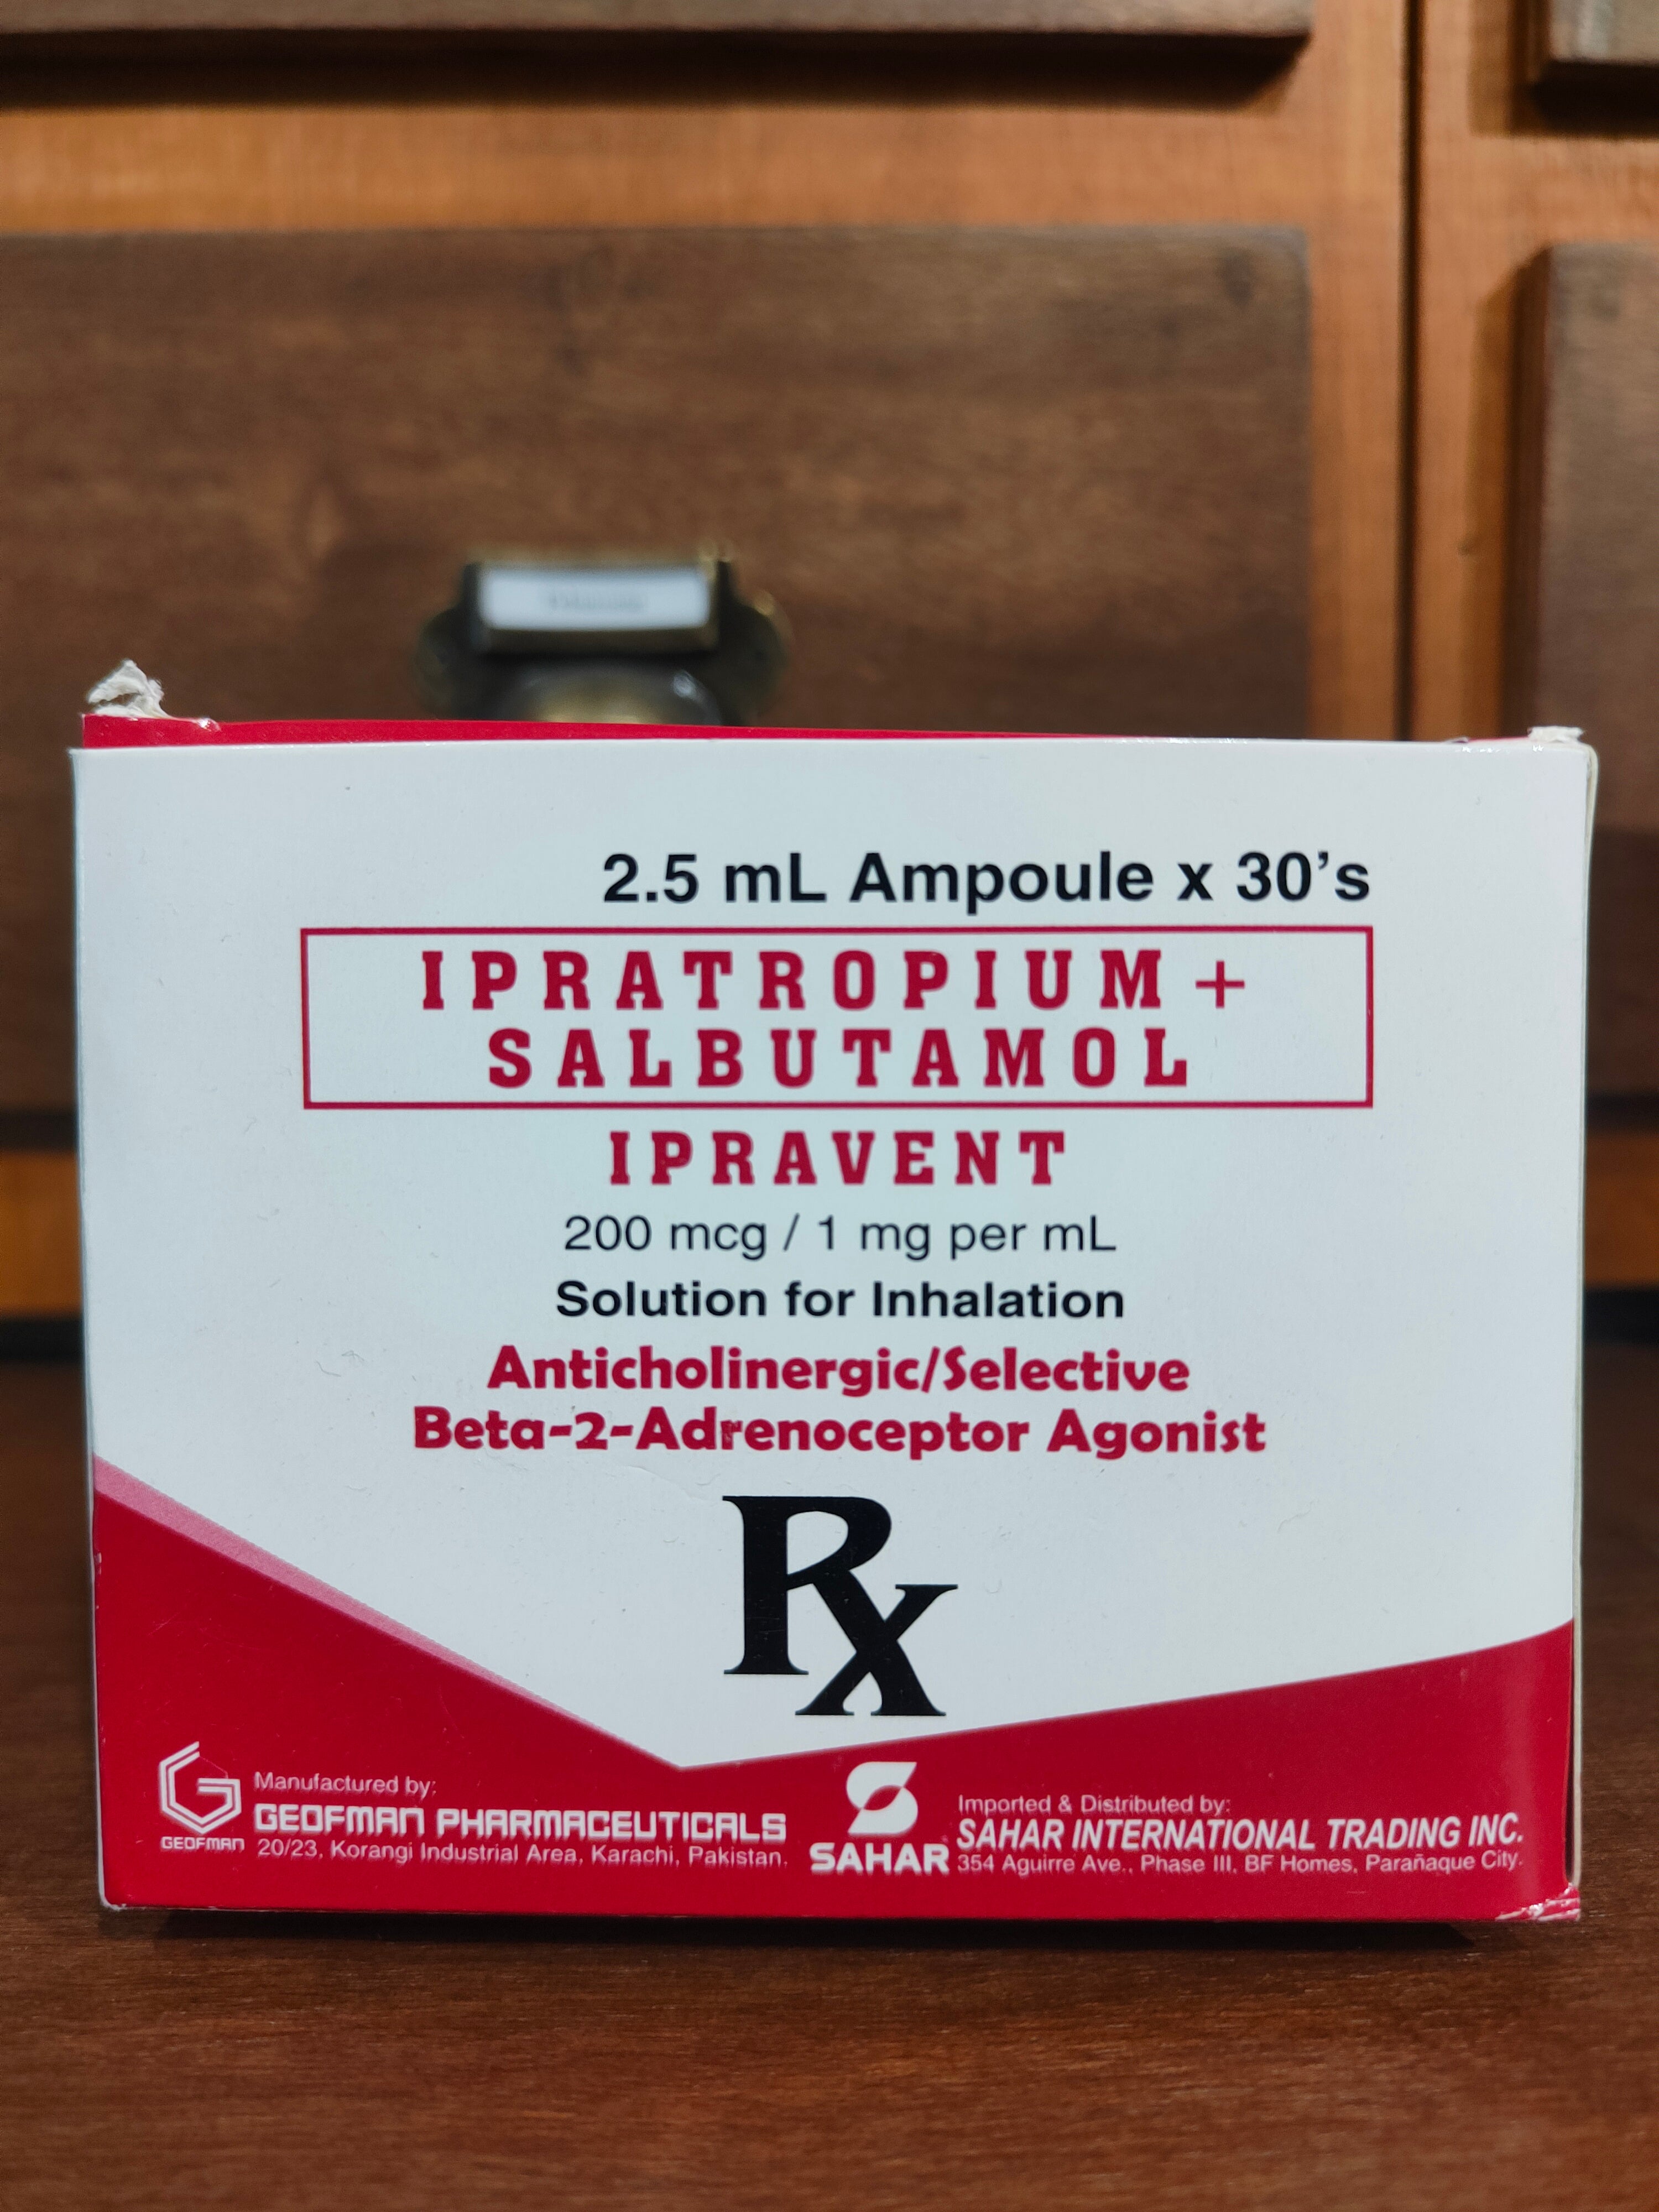 2.5 mL Ampoule x 30's
IPRATROPIUM +
SALBUTAMOL
IPRAVENT
200 mcg / 1 mg per mL
Solution for Inhalation
Anticholinergic/Selective
Beta-2-Adrenoceptor Agonist
Rx
GEOFMAN
Manufactured by:
GEOFMAN PHARMACEUTICALS
20/23, Korangi Industrial Area, Karachi, Pakistan.
SAHAR
Imported & Distributed by:
SAHAR INTERNATIONAL TRADING INC.
354 Aguirre Ave., Phase III, BF Homes, Parañaque City.